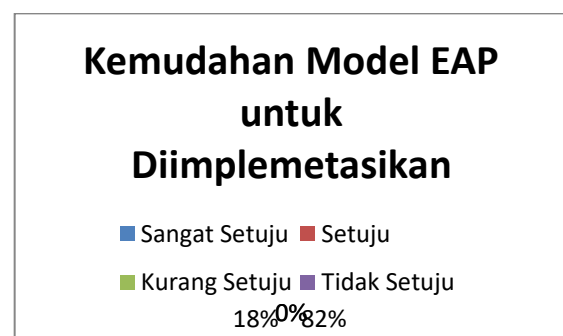 Kemudahan Model EAP
untuk
Diimplemetasikan
Sangat Setuju Setuju
Kurang Setuju Tidak Setuju
18% 0% 82%